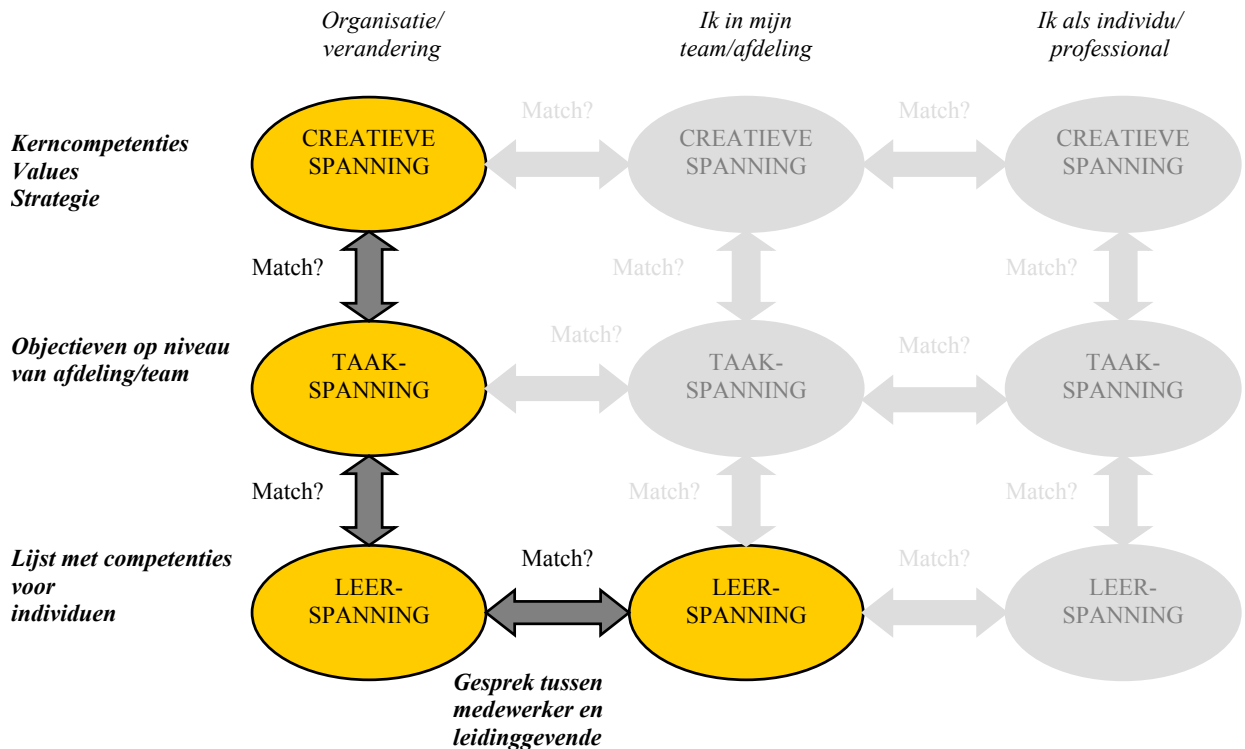 Organisatie/
verandering
Ik in mijn
team/afdeling
Ik als individu/
professional
Kerncompetenties
Values
Strategie
CREATIEVE
SPANNING
Match?
CREATIEVE
SPANNING
Match?
CREATIEVE
SPANNING
Match?
Match?
Match?
Objectieven op niveau
van afdeling/team
TAAK-
SPANNING
Match?
TAAK-
SPANNING
Match?
TAAK-
SPANNING
Match?
Match?
Match?
Lijst met competenties
voor
individuen
LEER-
SPANNING
Match?
LEER-
SPANNING
Match?
LEER-
SPANNING
Gesprek tussen
medewerker en
leidinggevende